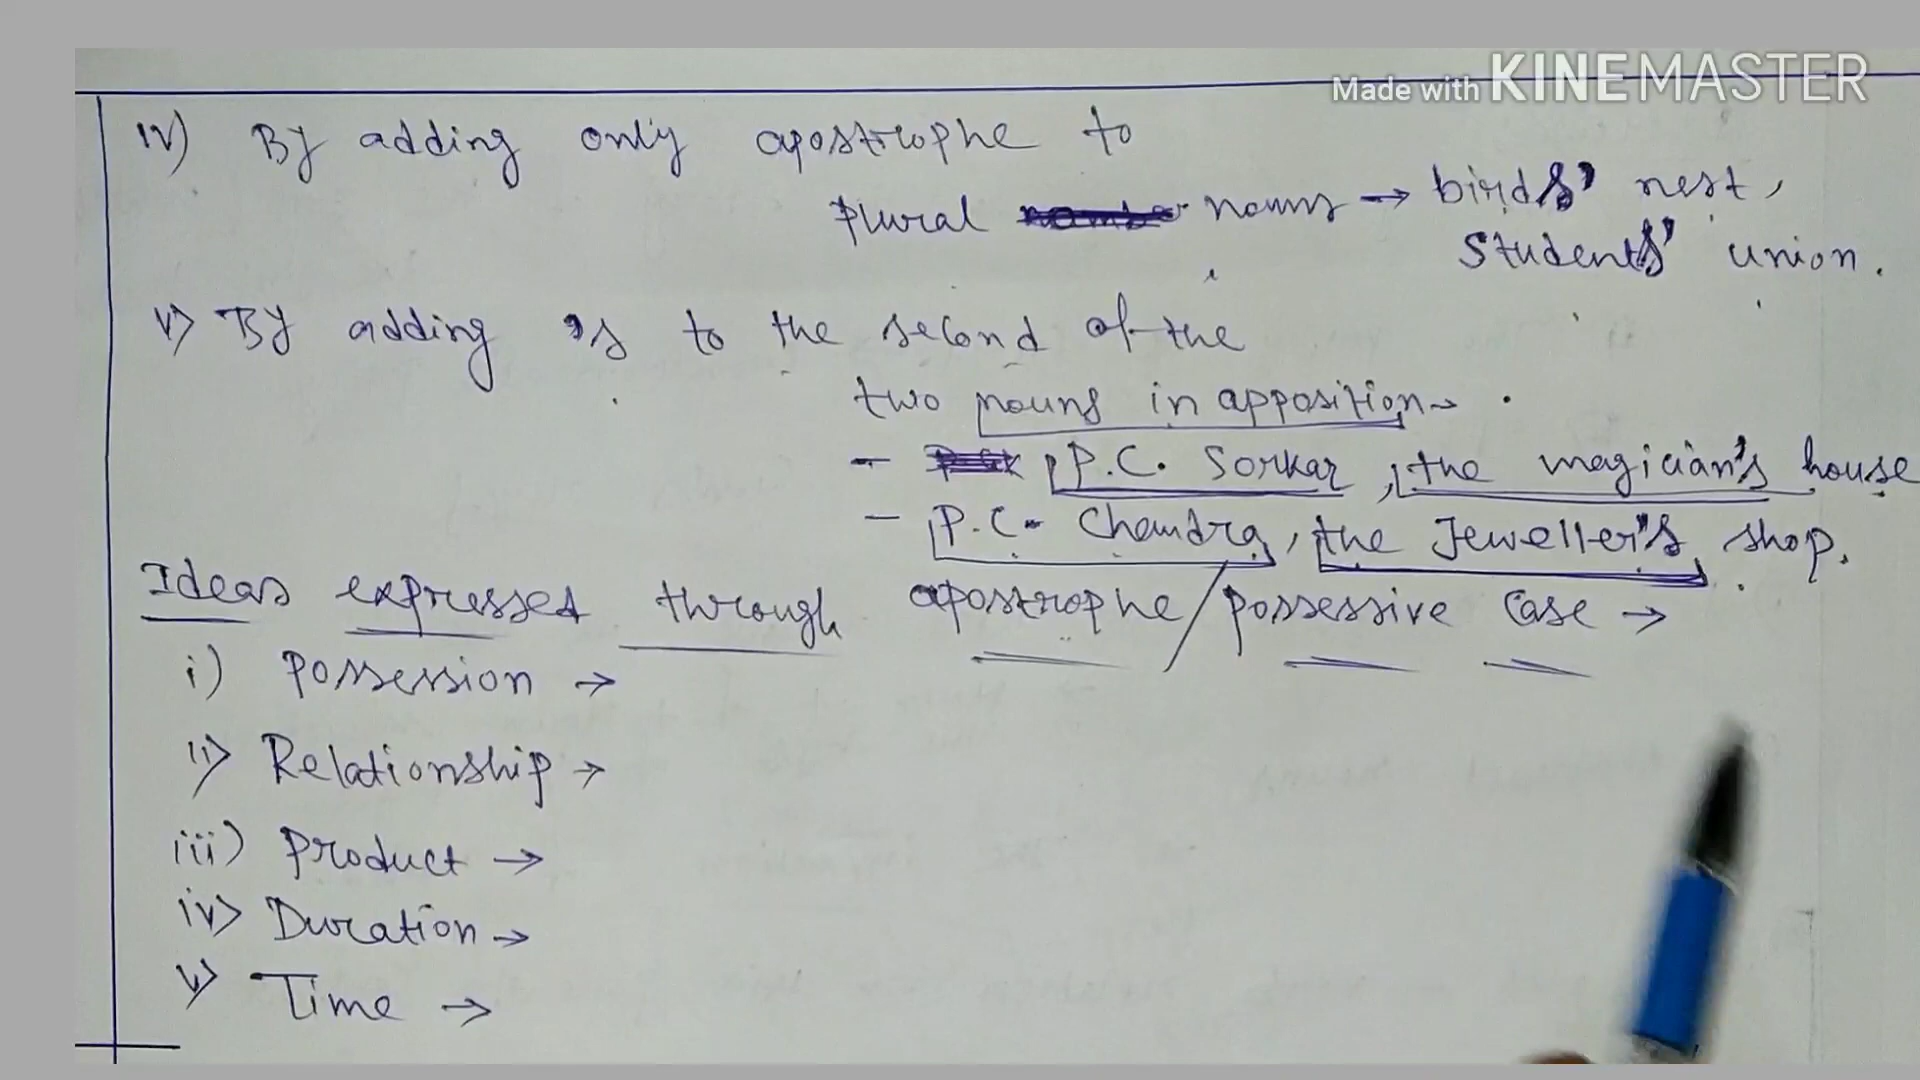 Made with KINEMASTER
iv) By adding only apostrophe to
plural nouns → birds' nest,
students' union.
v) By adding 's to the second of the
two nouns in apposition →
- P.C. Sorkar, the magician's house
- P.C. Chandra, the Jeweller's shop.
Ideas expressed through apostrophe/possessive case →
i) Possession →
ii) Relationship →
iii) Product →
iv) Duration →
v) Time →